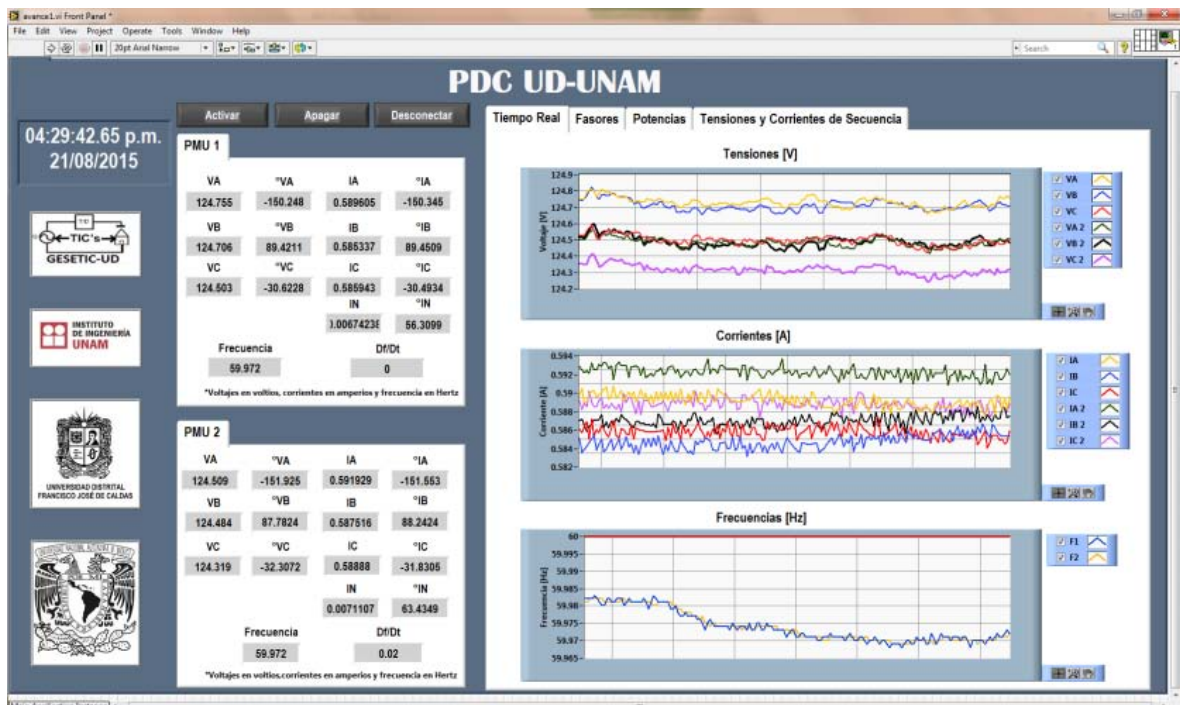 avance1.vi Front Panel *
File Edit View Project Operate Tools Window Help
20pt Arial Narrow
Search
PDC UD-UNAM
04:29:42.65 p.m.
21/08/2015
TIC's
GESETIC-UD
INSTITUTO
DE INGENIERÍA
UNAM
UNIVERSIDAD DISTRITAL
FRANCISCO JOSÉ DE CALDAS
Activar Apagar Desconectar
PMU 1
VA °VA IA °IA
124.755 -150.248 0.589605 -150.345
VB °VB IB °IB
124.706 89.4211 0.585337 89.4509
VC °VC IC °IC
124.503 -30.6228 0.585943 -30.4934
IN °IN
).00674238 56.3099
Frecuencia Df/Dt
59.972 0
*Voltajes en voltios, corrientes en amperios y frecuencia en Hertz
PMU 2
VA °VA IA °IA
124.509 -151.925 0.591929 -151.553
VB °VB IB °IB
124.484 87.7824 0.587516 88.2424
VC °VC IC °IC
124.319 -32.3072 0.58888 -31.8305
IN °IN
0.0071107 63.4349
Frecuencia Df/Dt
59.972 0.02
*Voltajes en voltios,corrientes en amperios y frecuencia en Hertz
Tiempo Real Fasores Potencias Tensiones y Corrientes de Secuencia
Tensiones [V]
Voltaje [V]
124.9
124.8
124.7
124.6
124.5
124.4
124.3
124.2
VA
VB
VC
VA 2
VB 2
VC 2
Corrientes [A]
Corriente [A]
0.594
0.592
0.59
0.588
0.586
0.584
0.582
IA
IB
IC
IA 2
IB 2
IC 2
Frecuencias [Hz]
Frecuencia [Hz]
60
59.995
59.99
59.985
59.98
59.975
59.97
59.965
F1
F2